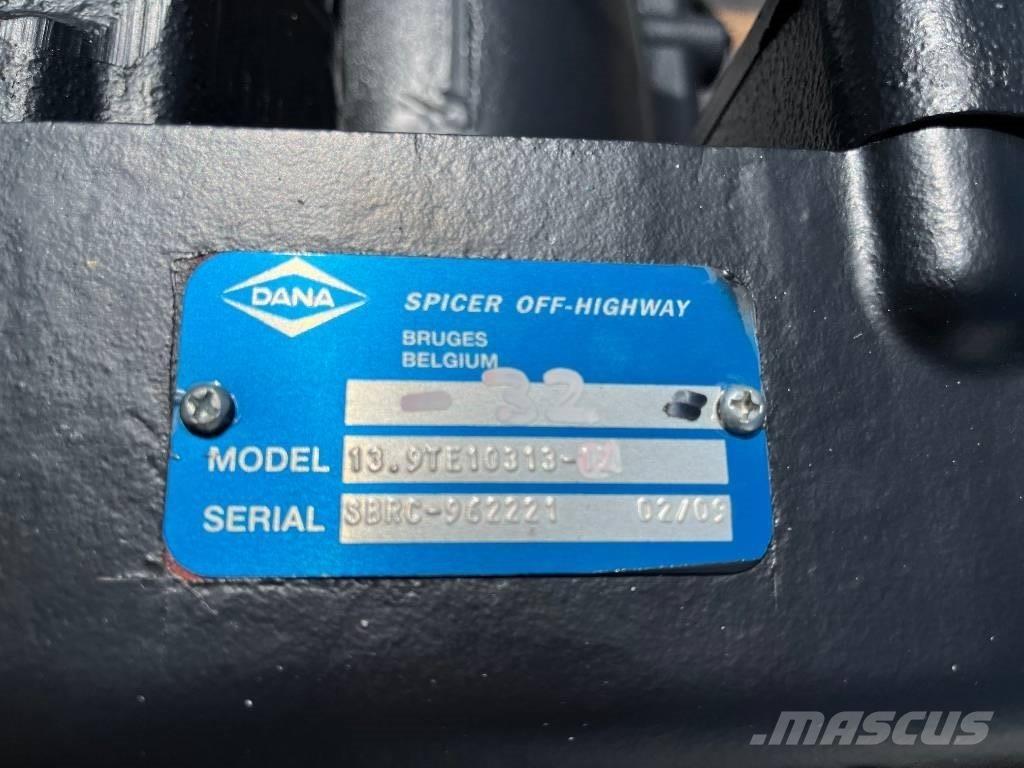 DANA
SPICER OFF-HIGHWAY
BRUGES
BELGIUM
- 32
MODEL 13.9TE10313-
SERIAL SBRC-962221 02/09
MASCUS